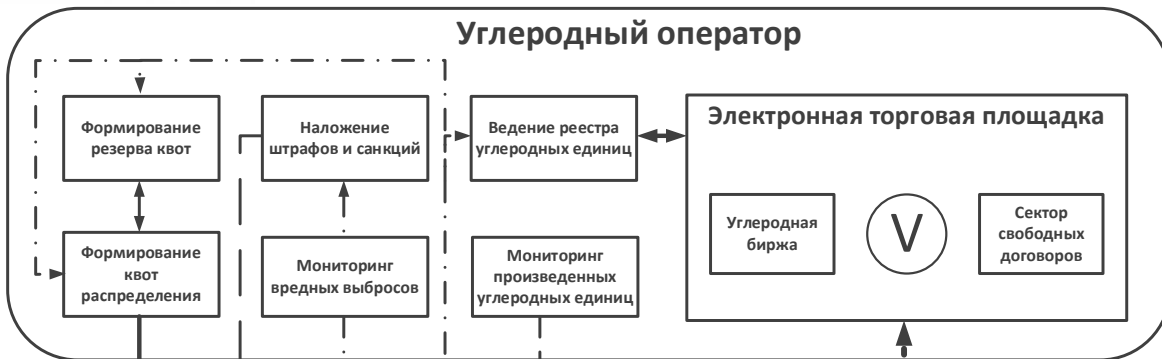 Углеродный оператор
Формирование
резерва квот
Наложение
штрафов и санкций
Ведение реестра
углеродных единиц
Электронная торговая площадка
Углеродная
биржа
V
Сектор
свободных
договоров
Формирование
квот
распределения
Мониторинг
вредных выбросов
Мониторинг
произведенных
углеродных единиц